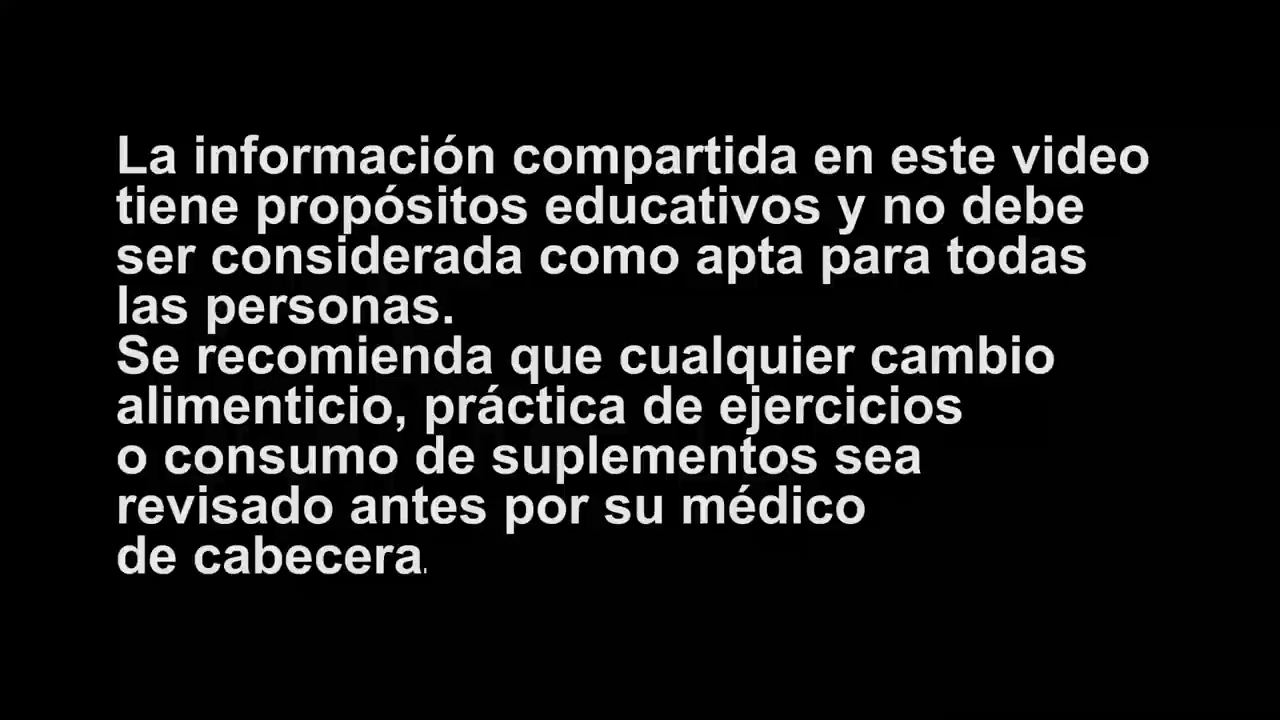 La información compartida en este video
tiene propósitos educativos y no debe
ser considerada como apta para todas
las personas.
Se recomienda que cualquier cambio
alimenticio, práctica de ejercicios
o consumo de suplementos sea
revisado antes por su médico
de cabecera.